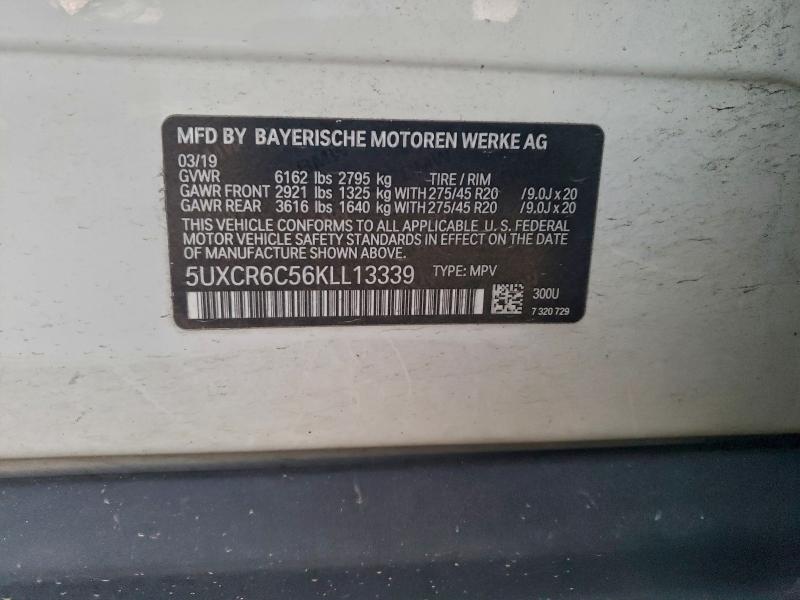 MFD BY BAYERISCHE MOTOREN WERKE AG
03/19
GVWR 6162 lbs 2795 kg TIRE / RIM
GAWR FRONT 2921 lbs 1325 kg WITH 275/45 R20 /9.0J x 20
GAWR REAR 3616 lbs 1640 kg WITH 275/45 R20 /9.0J x 20
THIS VEHICLE CONFORMS TO ALL APPLICABLE U. S. FEDERAL
MOTOR VEHICLE SAFETY STANDARDS IN EFFECT ON THE DATE
OF MANUFACTURE SHOWN ABOVE.
5UXCR6C56KLL13339 TYPE: MPV
300U
7 320 729